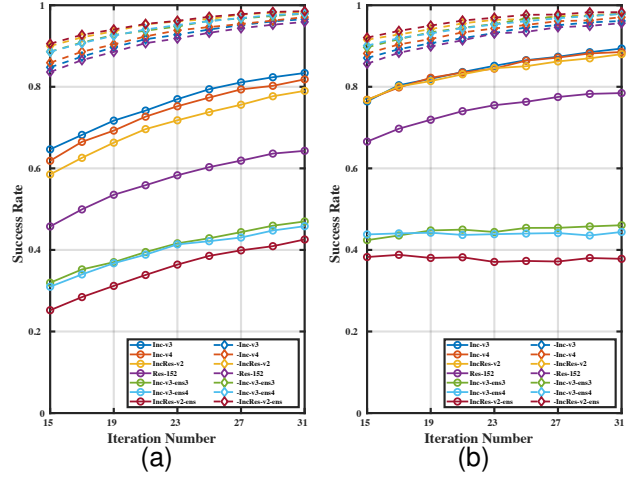 1
0.8
0.6
0.4
0.2
0
Success Rate
15 19 23 27 31
Iteration Number
Inc-v3 -Inc-v3
Inc-v4 -Inc-v4
IncRes-v2 -IncRes-v2
Res-152 -Res-152
Inc-v3-ens3 -Inc-v3-ens3
Inc-v3-ens4 -Inc-v3-ens4
IncRes-v2-ens -IncRes-v2-ens
(a)
1
0.8
0.6
0.4
0.2
0
Success Rate
15 19 23 27 31
Iteration Number
Inc-v3 -Inc-v3
Inc-v4 -Inc-v4
IncRes-v2 -IncRes-v2
Res-152 -Res-152
Inc-v3-ens3 -Inc-v3-ens3
Inc-v3-ens4 -Inc-v3-ens4
IncRes-v2-ens -IncRes-v2-ens
(b)